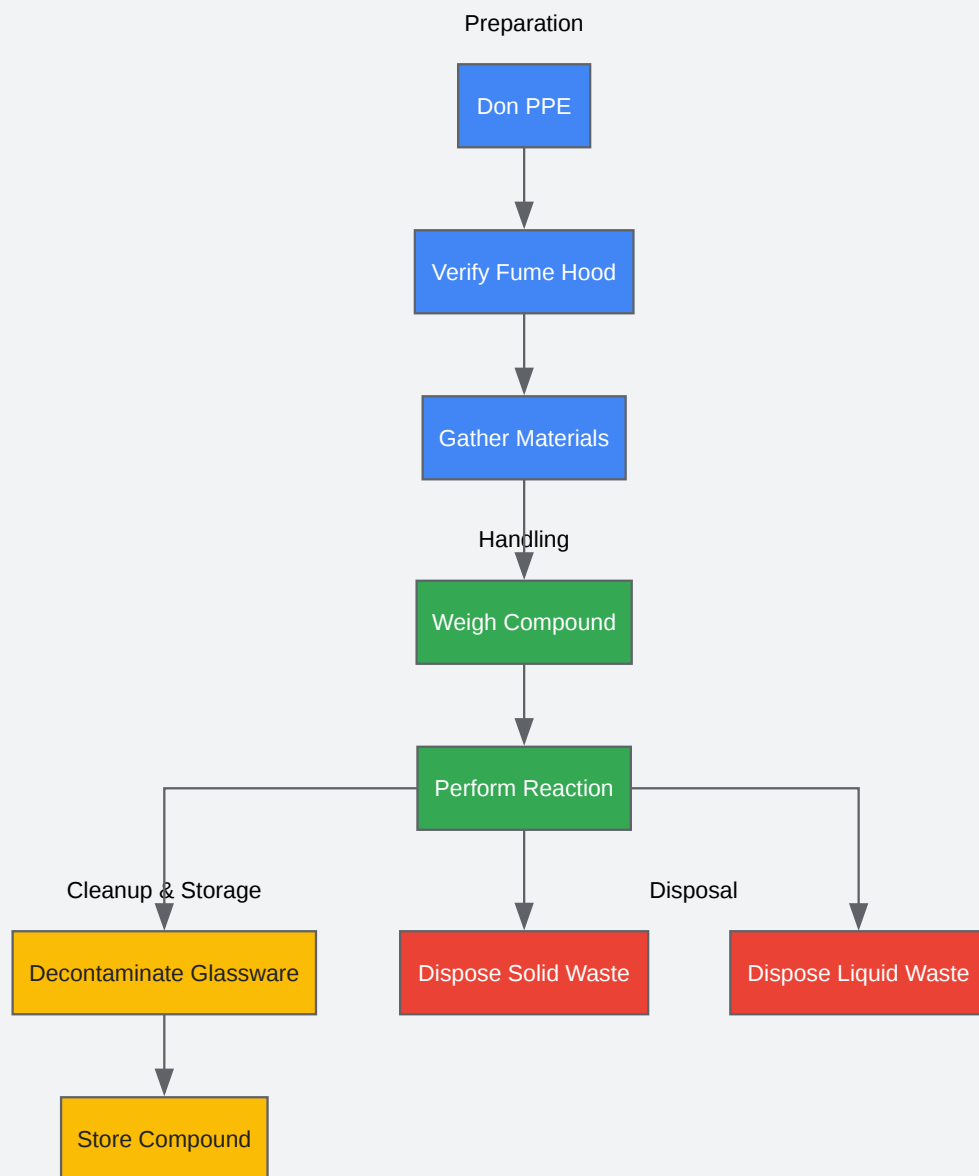 Preparation
Don PPE
Verify Fume Hood
Gather Materials
Handling
Weigh Compound
Perform Reaction
Cleanup & Storage
Disposal
Decontaminate Glassware
Dispose Solid Waste
Dispose Liquid Waste
Store Compound